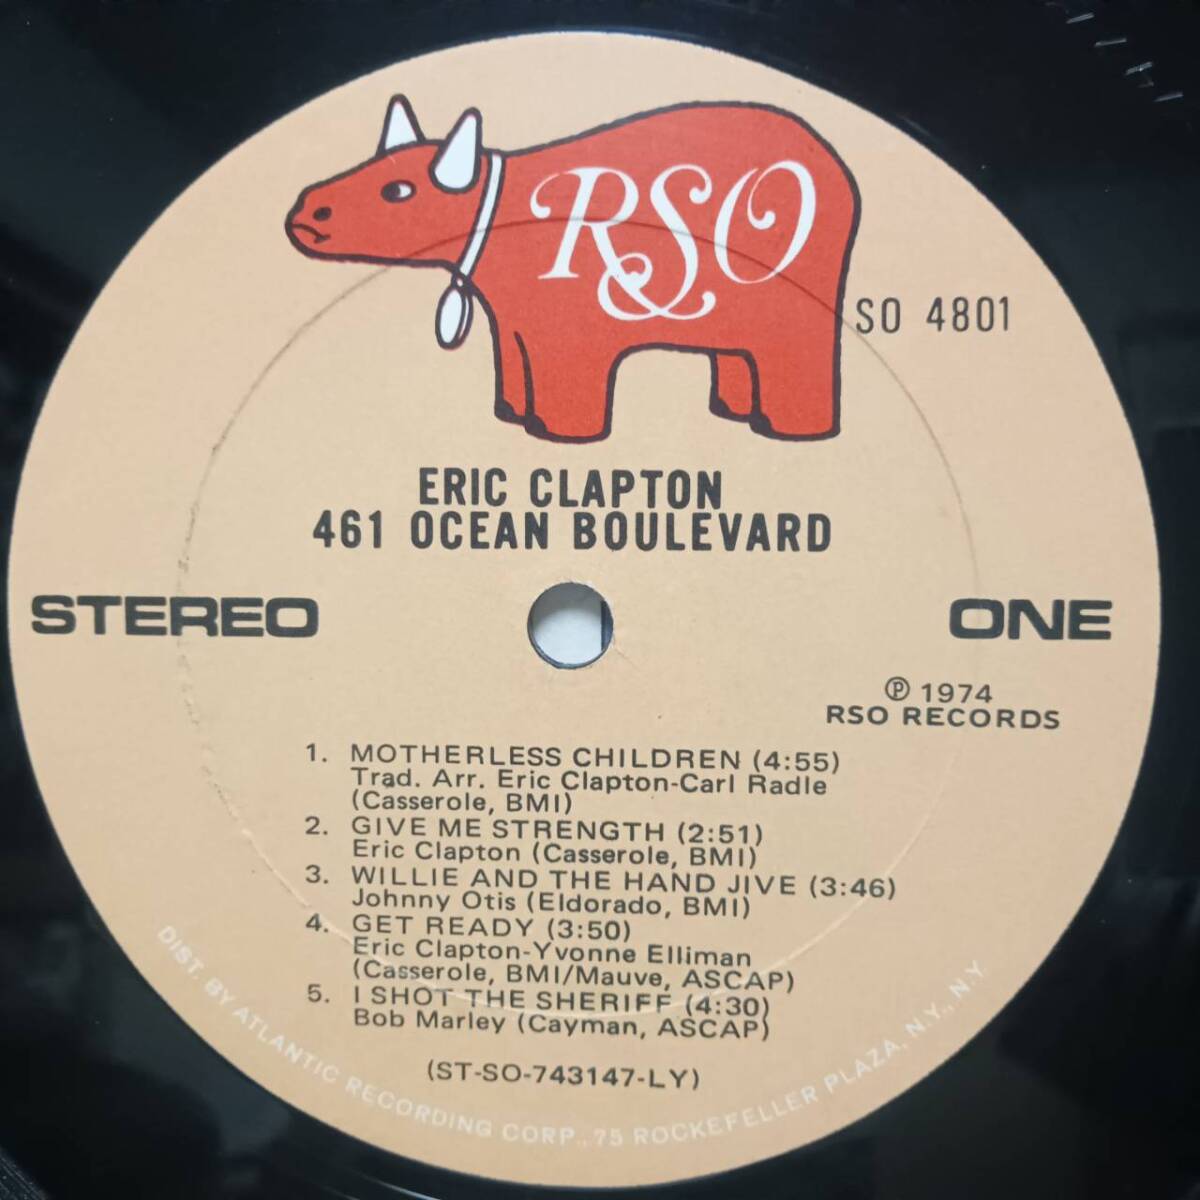 RSO
SO 4801
ERIC CLAPTON
461 OCEAN BOULEVARD
STEREO
ONE
℗ 1974
RSO RECORDS
1. MOTHERLESS CHILDREN (4:55)
Trad. Arr. Eric Clapton-Carl Radle
(Casserole, BMI)
2. GIVE ME STRENGTH (2:51)
Eric Clapton (Casserole, BMI)
3. WILLIE AND THE HAND JIVE (3:46)
Johnny Otis (Eldorado, BMI)
4. GET READY (3:50)
Eric Clapton-Yvonne Elliman
(Casserole, BMI/Mauve, ASCAP)
5. I SHOT THE SHERIFF (4:30)
Bob Marley (Cayman, ASCAP)
(ST-SO-743147-LY)
DIST. BY ATLANTIC RECORDING CORP., 75 ROCKEFELLER PLAZA, N.Y., N.Y.